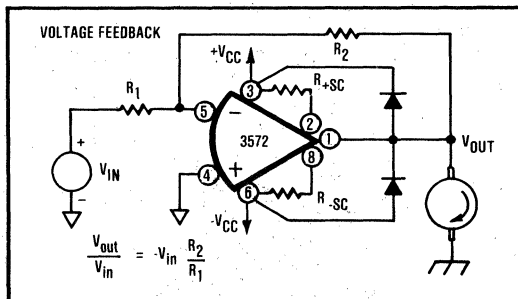 VOLTAGE FEEDBACK
+VCC
R2
R1
R+SC
3
5
−
2
1
3572
VOUT
+
VIN
−
4
+
8
6
R-SC
-VCC
Vout
Vin
= -Vin
R2
R1